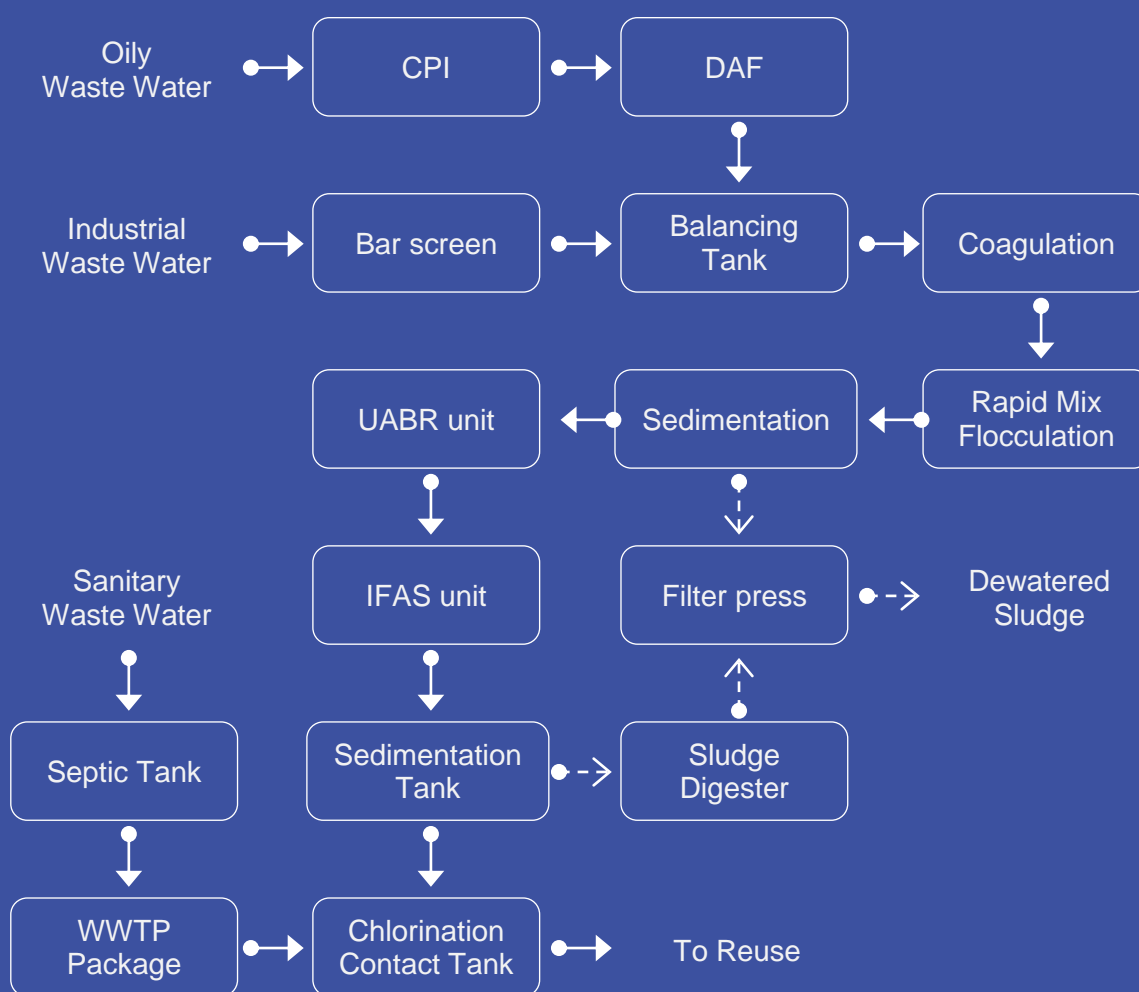 Oily
Waste Water
CPI
DAF
Industrial
Waste Water
Bar screen
Balancing
Tank
Coagulation
UABR unit
Sedimentation
Rapid Mix
Flocculation
Sanitary
Waste Water
IFAS unit
Filter press
Dewatered
Sludge
Septic Tank
Sedimentation
Tank
Sludge
Digester
WWTP
Package
Chlorination
Contact Tank
To Reuse